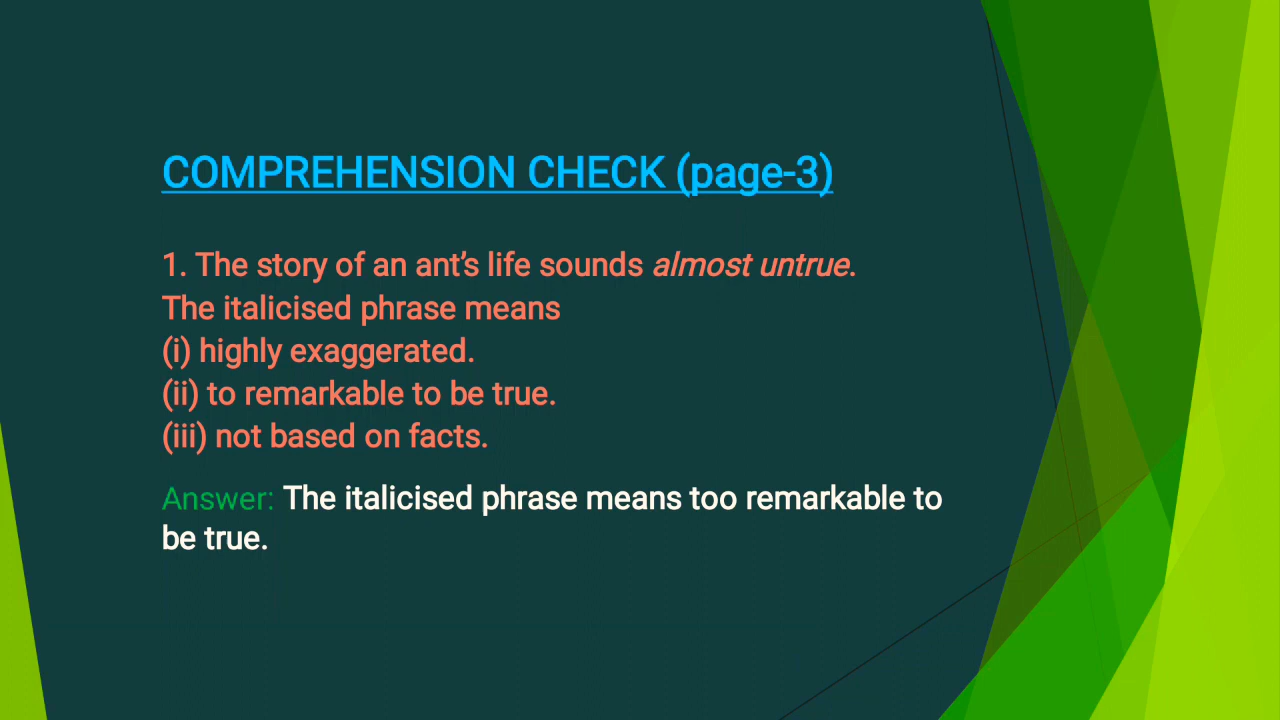 COMPREHENSION CHECK (page-3)
1. The story of an ant’s life sounds almost untrue.
The italicised phrase means
(i) highly exaggerated.
(ii) to remarkable to be true.
(iii) not based on facts.
Answer: The italicised phrase means too remarkable to
be true.